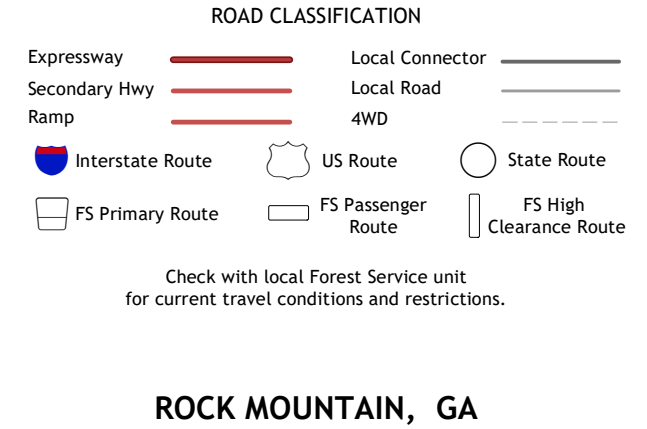 ROAD CLASSIFICATION
Expressway
Local Connector
Secondary Hwy
Local Road
Ramp
4WD
Interstate Route
US Route
State Route
FS Primary Route
FS Passenger
Route
FS High
Clearance Route
Check with local Forest Service unit
for current travel conditions and restrictions.
ROCK MOUNTAIN, GA